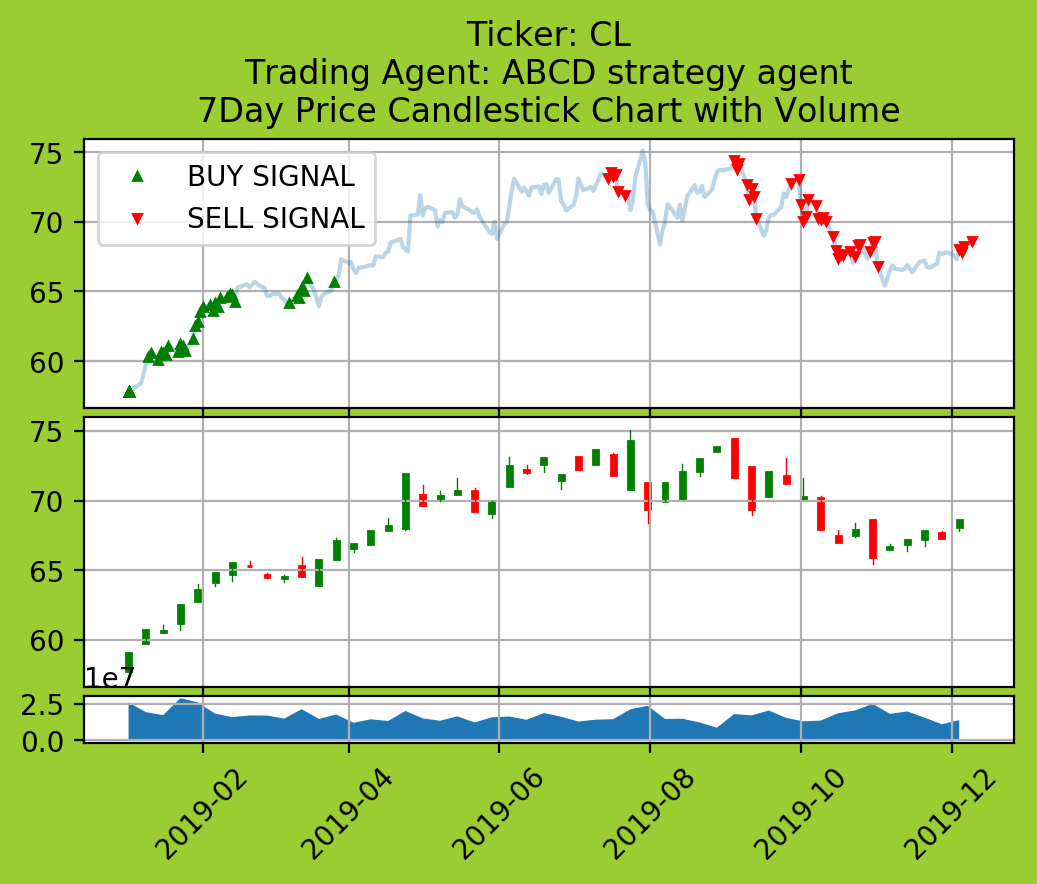 Ticker: CL
Trading Agent: ABCD strategy agent
7Day Price Candlestick Chart with Volume
75
70
65
60
BUY SIGNAL
SELL SIGNAL
75
70
65
60
1e7
2.5
0.0
2019-02
2019-04
2019-06
2019-08
2019-10
2019-12